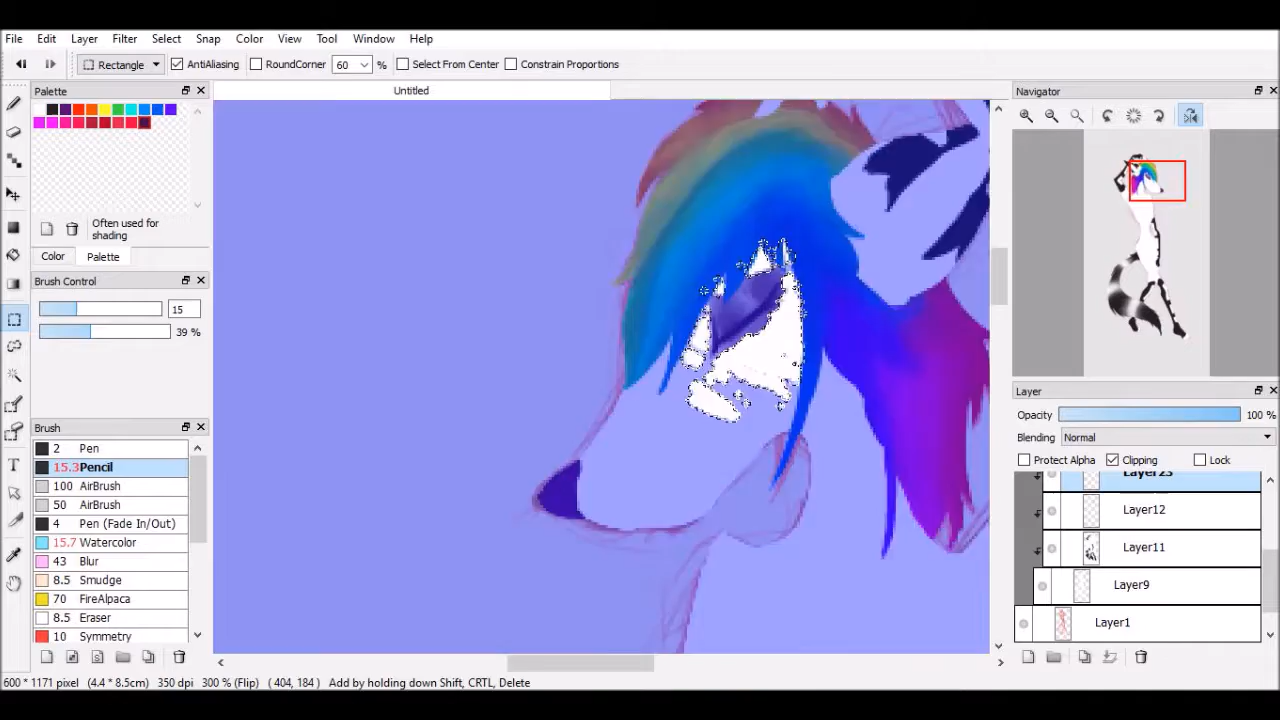 File Edit Layer Filter Select Snap Color View Tool Window Help
Rectangle AntiAliasing RoundCorner 60 % Select From Center Constrain Proportions
Palette Untitled Navigator
Often used for
shading
Color Palette
Brush Control
15
39 %
Brush
2 Pen
15.3 Pencil
100 AirBrush
50 AirBrush
4 Pen (Fade In/Out)
15.7 Watercolor
43 Blur
8.5 Smudge
70 FireAlpaca
8.5 Eraser
10 Symmetry
Layer
Opacity 100 %
Blending Normal
Protect Alpha Clipping Lock
Layer23
Layer12
Layer11
Layer9
Layer1
600 * 1171 pixel (4.4 * 8.5cm) 350 dpi 300 % (Flip) ( 404, 184 ) Add by holding down Shift, CRTL, Delete